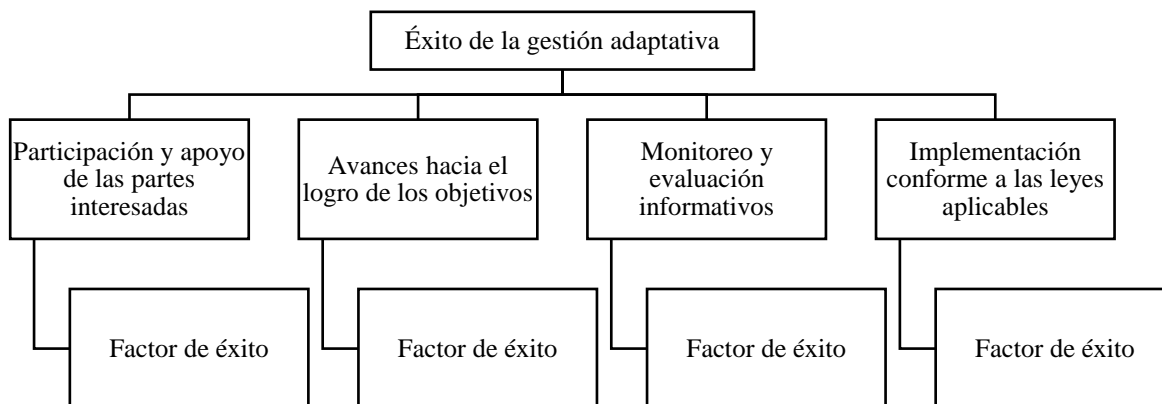 Éxito de la gestión adaptativa
Participación y apoyo
de las partes
interesadas
Avances hacia el
logro de los objetivos
Monitoreo y
evaluación
informativos
Implementación
conforme a las leyes
aplicables
Factor de éxito
Factor de éxito
Factor de éxito
Factor de éxito